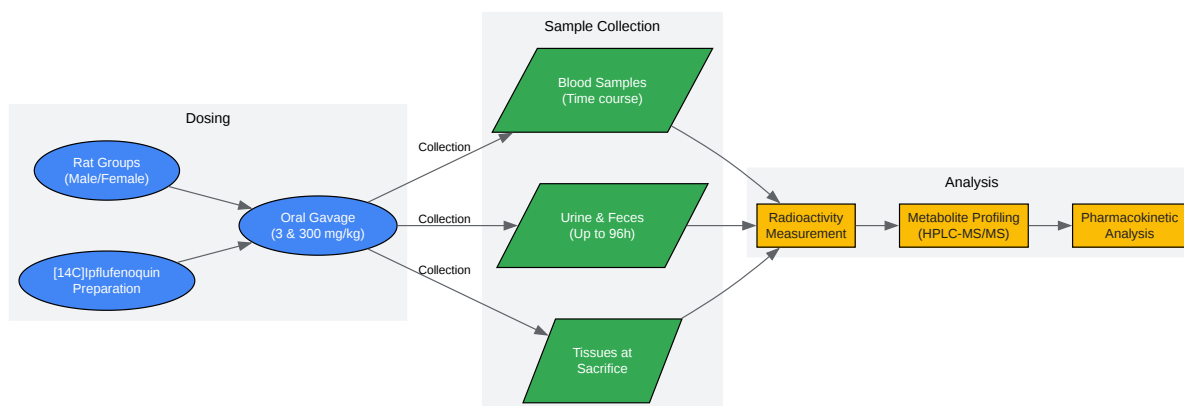 Dosing
Rat Groups
(Male/Female)
[14C]Ipflufenoquin
Preparation
Oral Gavage
(3 & 300 mg/kg)
Collection
Collection
Collection
Sample Collection
Blood Samples
(Time course)
Urine & Feces
(Up to 96h)
Tissues at
Sacrifice
Analysis
Radioactivity
Measurement
Metabolite Profiling
(HPLC-MS/MS)
Pharmacokinetic
Analysis